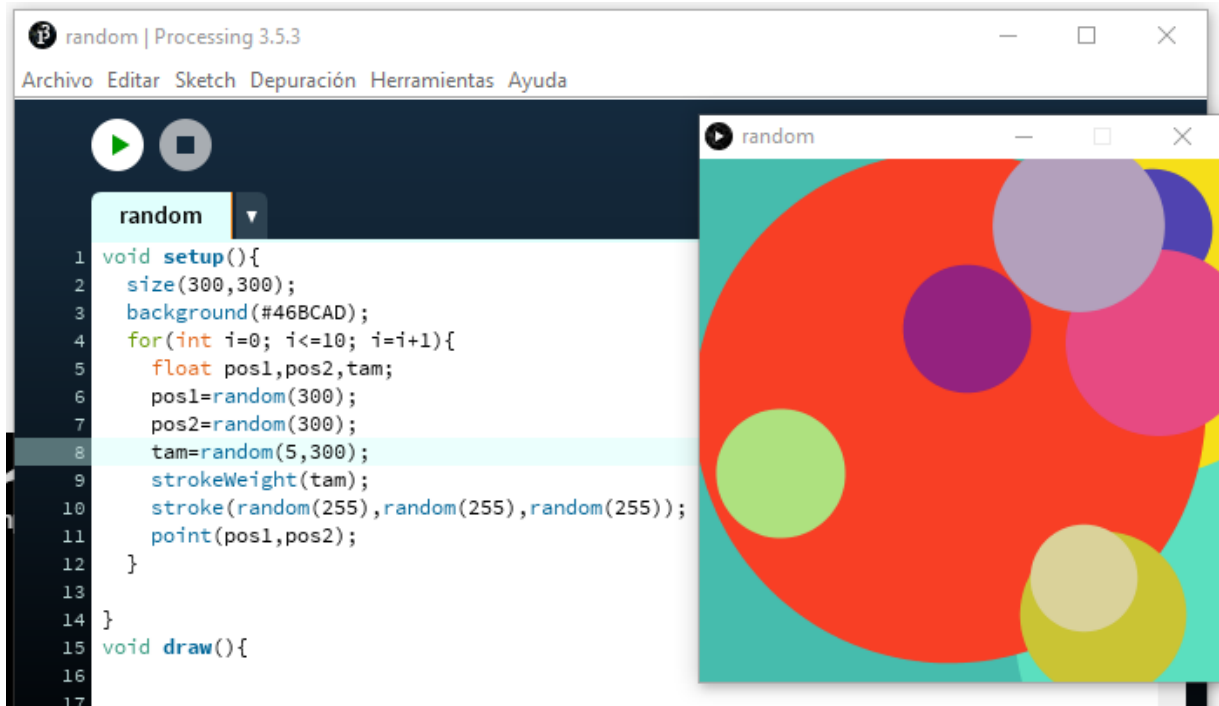 random | Processing 3.5.3
Archivo Editar Sketch Depuración Herramientas Ayuda
random
random
1 void setup(){
2 size(300,300);
3 background(#46BCAD);
4 for(int i=0; i<=10; i=i+1){
5 float pos1,pos2,tam;
6 pos1=random(300);
7 pos2=random(300);
8 tam=random(5,300);
9 strokeWeight(tam);
10 stroke(random(255),random(255),random(255));
11 point(pos1,pos2);
12 }
13
14 }
15 void draw(){
16
17